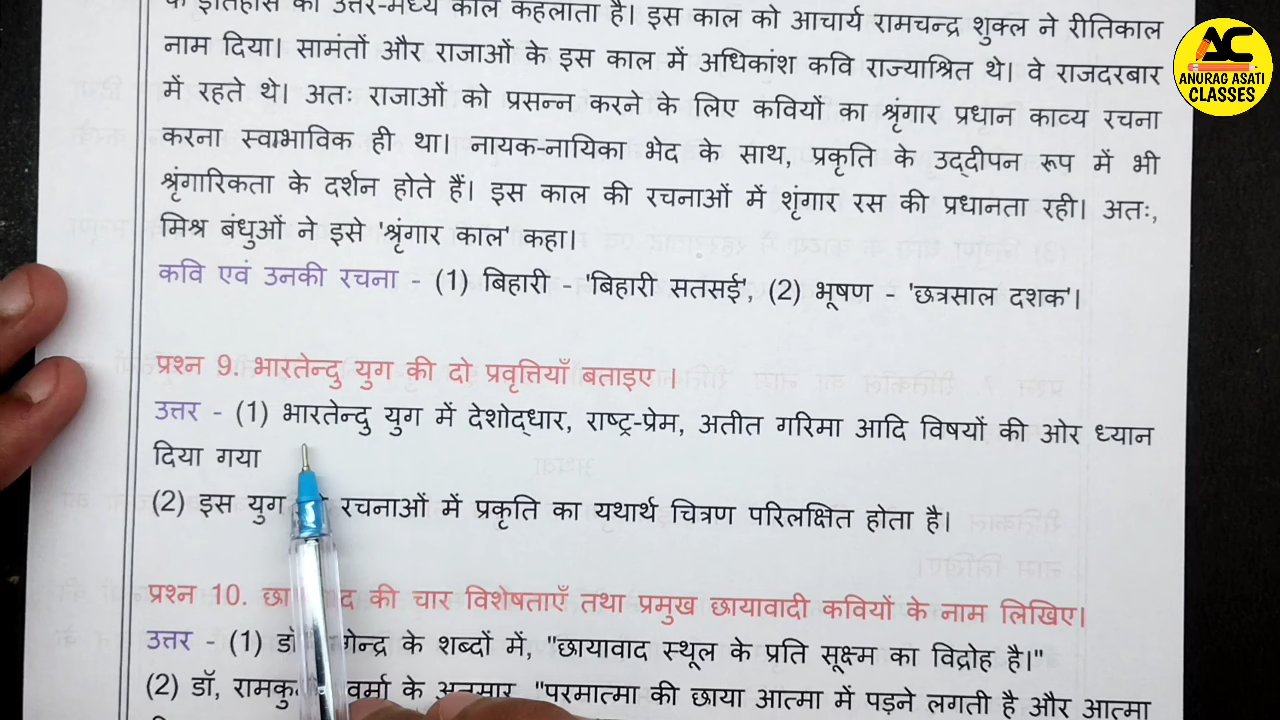 के इतिहास का उत्तर-मध्य काल कहलाता है। इस काल को आचार्य रामचन्द्र शुक्ल ने रीतिकाल
नाम दिया। सामंतों और राजाओं के इस काल में अधिकांश कवि राज्याश्रित थे। वे राजदरबार
में रहते थे। अतः राजाओं को प्रसन्न करने के लिए कवियों का श्रृंगार प्रधान काव्य रचना
करना स्वाभाविक ही था। नायक-नायिका भेद के साथ, प्रकृति के उद्दीपन रूप में भी
श्रृंगारिकता के दर्शन होते हैं। इस काल की रचनाओं में शृंगार रस की प्रधानता रही। अतः,
मिश्र बंधुओं ने इसे 'श्रृंगार काल' कहा।
कवि एवं उनकी रचना - (1) बिहारी - 'बिहारी सतसई', (2) भूषण - 'छत्रसाल दशक'।
प्रश्न 9. भारतेन्दु युग की दो प्रवृत्तियाँ बताइए ।
उत्तर - (1) भारतेन्दु युग में देशोद्धार, राष्ट्र-प्रेम, अतीत गरिमा आदि विषयों की ओर ध्यान
दिया गया
(2) इस युग रचनाओं में प्रकृति का यथार्थ चित्रण परिलक्षित होता है।
प्रश्न 10. की चार विशेषताएँ तथा प्रमुख छायावादी कवियों के नाम लिखिए।
उत्तर - (1) के शब्दों में, "छायावाद स्थूल के प्रति सूक्ष्म का विद्रोह है।"
(2) डॉ, वर्मा के अनुसार, "परमात्मा की छाया आत्मा में पड़ने लगती है और आत्मा
AC
ANURAG ASATI
CLASSES